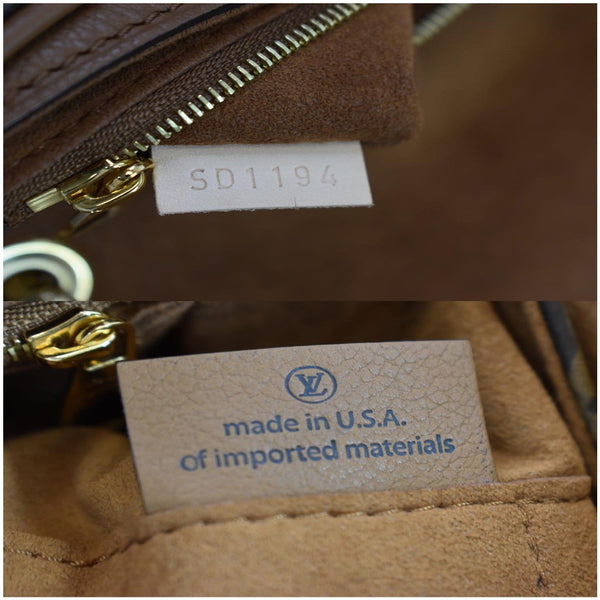 SD1194
LV
made in U.S.A.
of imported materials